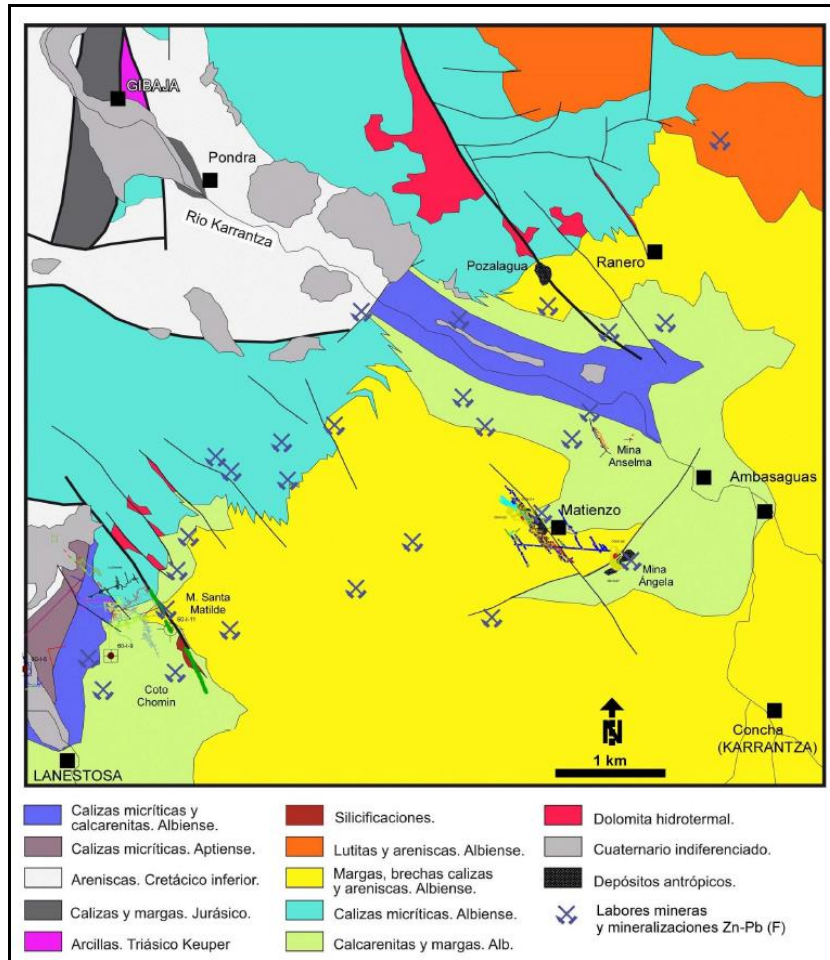 GIBAJA
Pondra
Río Karrantza
Pozalagua
Ranero
Mina
Anselma
Ambasaguas
Matienzo
Mina
Ángela
M. Santa
Matilde
SO-I-11
Coto
Chomin
LANESTOSA
N
1 km
Concha
(KARRANTZA)
Calizas micríticas y
calcarenitas. Albiense.
Calizas micríticas. Aptiense.
Areniscas. Cretácico inferior.
Calizas y margas. Jurásico.
Arcillas. Triásico Keuper
Silicificaciones.
Lutitas y areniscas. Albiense.
Margas, brechas calizas
y areniscas. Albiense.
Calizas micríticas. Albiense.
Calcarenitas y margas. Alb.
Dolomita hidrotermal.
Cuaternario indiferenciado.
Depósitos antrópicos.
Labores mineras
y mineralizaciones Zn-Pb (F)